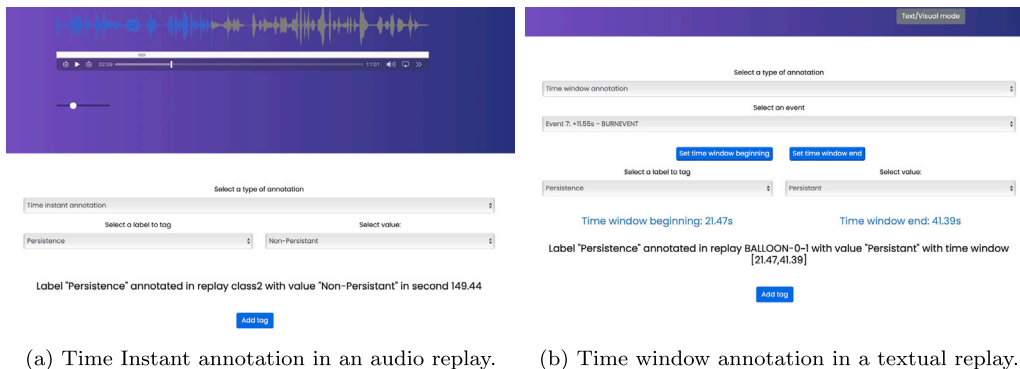 02:29
11:01
Select a type of annotation
Time instant annotation
Select a label to tag
Select value:
Persistence
Non-Persistant
Label "Persistence" annotated in replay class2 with value "Non-Persistant" in second 149.44
Add tag
(a) Time Instant annotation in an audio replay.
Text/Visual mode
Select a type of annotation
Time window annotation
Select an event
Event 7: +11.55s - BURNEVENT
Set time window beginning
Set time window end
Select a label to tag
Select value:
Persistence
Persistant
Time window beginning: 21.47s
Time window end: 41.39s
Label "Persistence" annotated in replay BALLOON-0~1 with value "Persistant" with time window
[21.47,41.39]
Add tag
(b) Time window annotation in a textual replay.